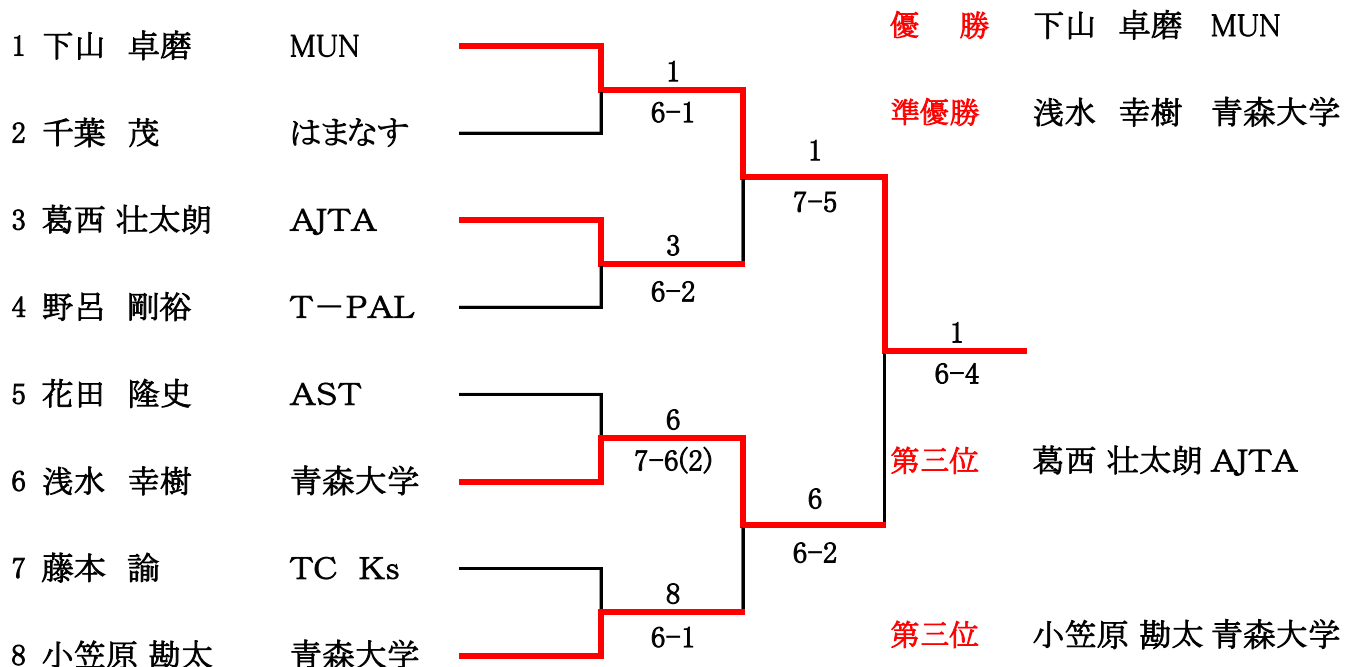 優 勝 下山 卓磨 MUN
1 下山 卓磨 MUN
1
6-1
準優勝 浅水 幸樹 青森大学
2 千葉 茂 はまなす
1
7-5
3 葛西 壮太朗 AJTA
3
6-2
4 野呂 剛裕 T－PAL
1
6-4
5 花田 隆史 AST
6
7-6(2)
第三位 葛西 壮太朗 AJTA
6 浅水 幸樹 青森大学
6
6-2
7 藤本 諭 TC Ks
8
6-1
第三位 小笠原 勘太 青森大学
8 小笠原 勘太 青森大学